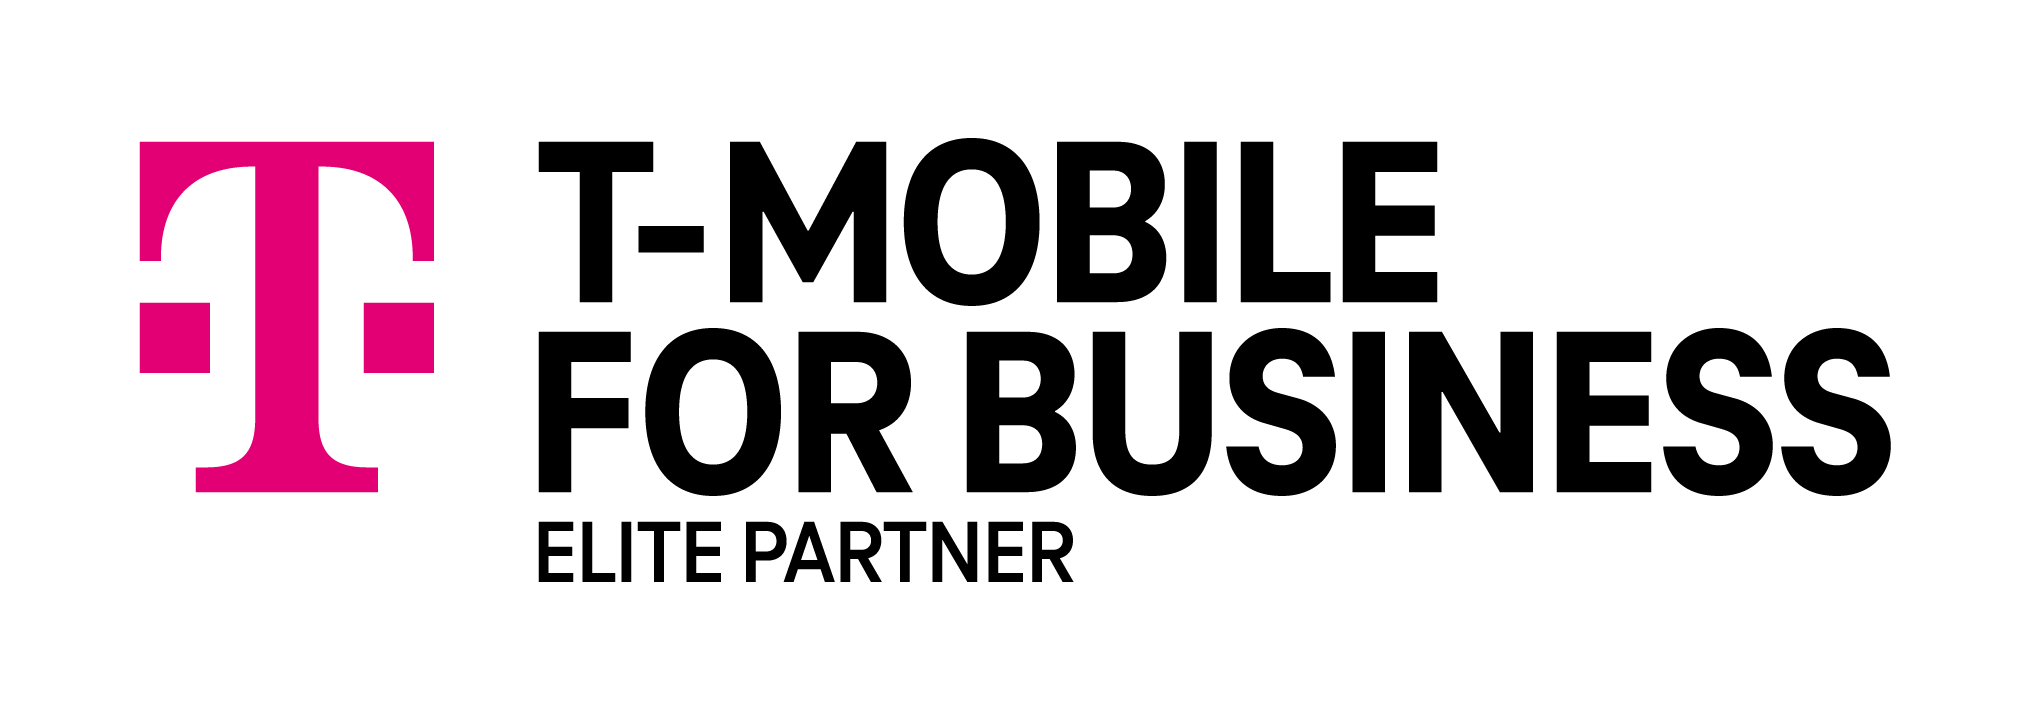 T
T-MOBILE
FOR BUSINESS
ELITE PARTNER